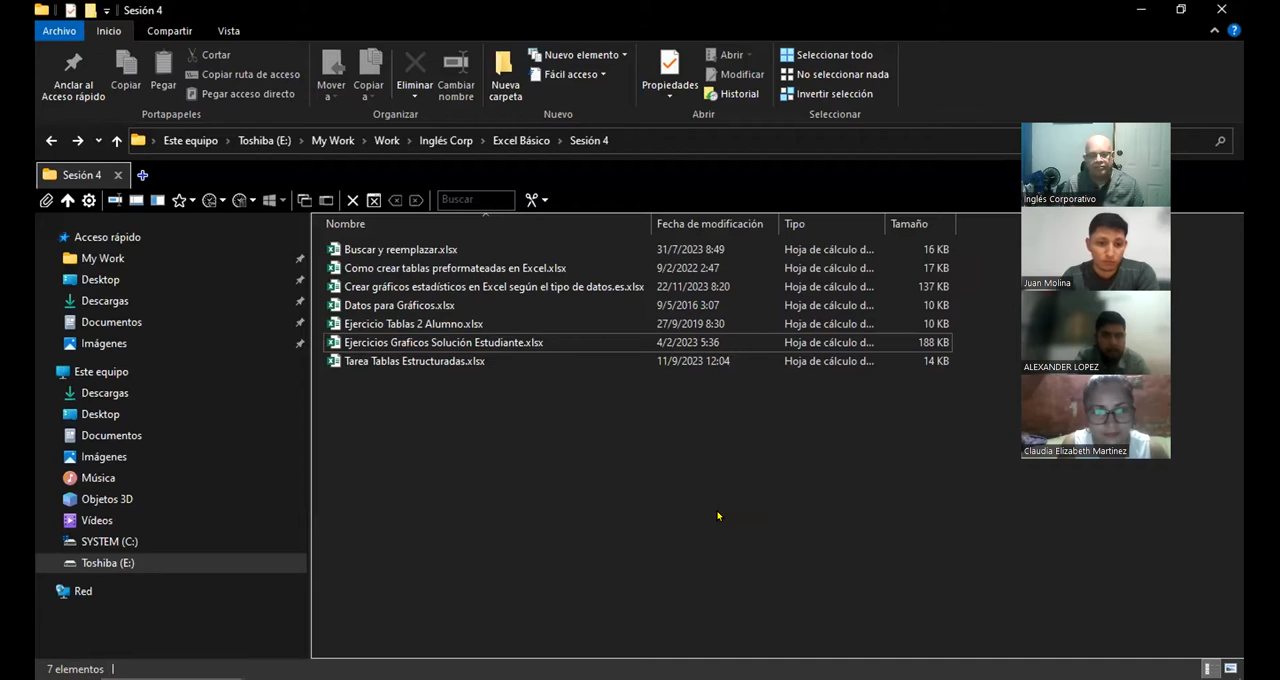 Sesión 4
Archivo
Inicio
Compartir
Vista
Anclar al
Acceso rápido
Copiar
Pegar
Cortar
Copiar ruta de acceso
Pegar acceso directo
Portapapeles
Mover
a
Copiar
a
Eliminar
Cambiar
nombre
Organizar
Nueva
carpeta
Nuevo elemento
Fácil acceso
Nuevo
Propiedades
Abrir
Modificar
Historial
Abrir
Seleccionar todo
No seleccionar nada
Invertir selección
Seleccionar
Este equipo > Toshiba (E:) > My Work > Work > Inglés Corp > Excel Básico > Sesión 4
Sesión 4
Buscar
Nombre Fecha de modificación Tipo Tamaño
Buscar y reemplazar.xlsx 31/7/2023 8:49 Hoja de cálculo d... 16 KB
Como crear tablas preformateadas en Excel.xlsx 9/2/2022 2:47 Hoja de cálculo d... 17 KB
Crear gráficos estadísticos en Excel según el tipo de datos.es.xlsx 22/11/2023 8:20 Hoja de cálculo d... 137 KB
Datos para Gráficos.xlsx 9/5/2016 3:07 Hoja de cálculo d... 10 KB
Ejercicio Tablas 2 Alumno.xlsx 27/9/2019 8:30 Hoja de cálculo d... 10 KB
Ejercicios Graficos Solución Estudiante.xlsx 4/2/2023 5:36 Hoja de cálculo d... 188 KB
Tarea Tablas Estructuradas.xlsx 11/9/2023 12:04 Hoja de cálculo d... 14 KB
Acceso rápido
My Work
Desktop
Descargas
Documentos
Imágenes
Este equipo
Descargas
Desktop
Documentos
Imágenes
Música
Objetos 3D
Vídeos
SYSTEM (C:)
Toshiba (E:)
Red
Inglés Corporativo
Juan Molina
ALEXANDER LOPEZ
Claudia Elizabeth Martinez
7 elementos